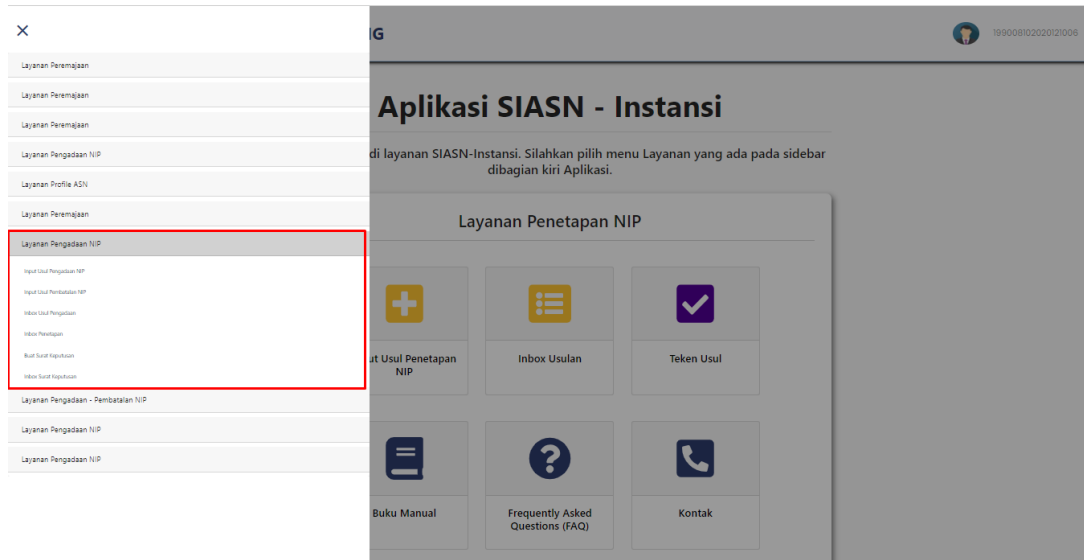 IG
199008102020121006
Layanan Peremajaan
Layanan Peremajaan
Layanan Peremajaan
Layanan Pengadaan NIP
Layanan Profile ASN
Layanan Peremajaan
Layanan Pengadaan NIP
Input Usul Pengadaan NIP
Input Usul Pembatalan NIP
Inbox Usul Pengadaan
Inbox Penetapan
Buat Surat Keputusan
Inbox Surat Keputusan
Layanan Pengadaan - Pembatalan NIP
Layanan Pengadaan NIP
Layanan Pengadaan NIP
Aplikasi SIASN - Instansi
di layanan SIASN-Instansi. Silahkan pilih menu Layanan yang ada pada sidebar
dibagian kiri Aplikasi.
Layanan Penetapan NIP
ut Usul Penetapan
NIP
Inbox Usulan
Teken Usul
Buku Manual
Frequently Asked
Questions (FAQ)
Kontak